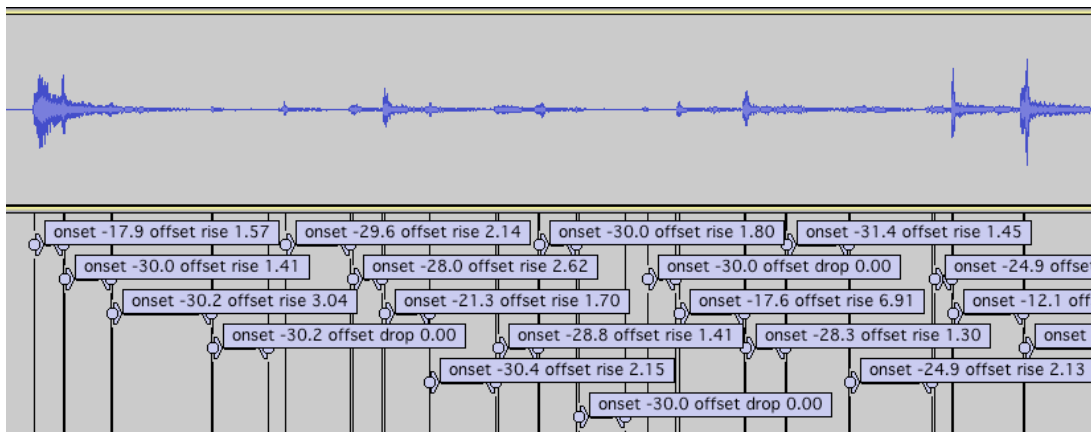 onset -17.9 offset rise 1.57
onset -29.6 offset rise 2.14
onset -30.0 offset rise 1.80
onset -31.4 offset rise 1.45
onset -30.0 offset rise 1.41
onset -28.0 offset rise 2.62
onset -30.0 offset drop 0.00
onset -24.9 offset
onset -30.2 offset rise 3.04
onset -21.3 offset rise 1.70
onset -17.6 offset rise 6.91
onset -12.1 off
onset -30.2 offset drop 0.00
onset -28.8 offset rise 1.41
onset -28.3 offset rise 1.30
onset
onset -30.4 offset rise 2.15
onset -24.9 offset rise 2.13
onset -30.0 offset drop 0.00